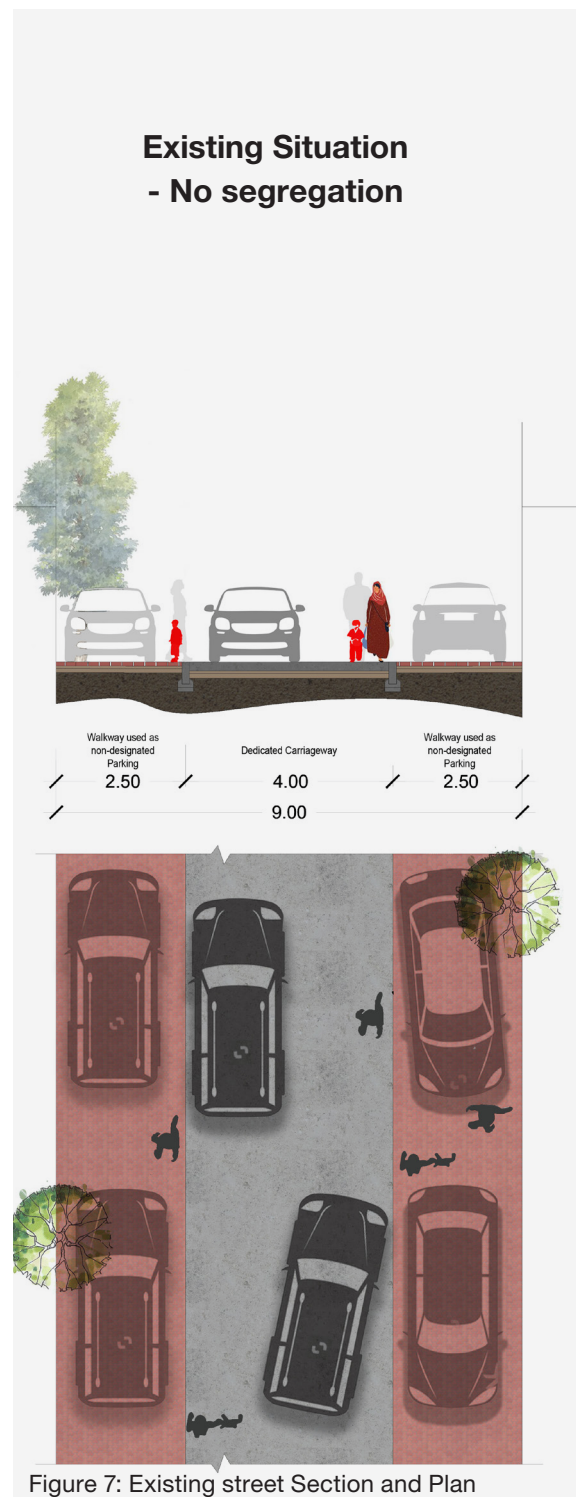 Existing Situation
- No segregation
Walkway used as
non-designated
Parking
2.50
Dedicated Carriageway
4.00
Walkway used as
non-designated
Parking
2.50
9.00
Figure 7: Existing street Section and Plan